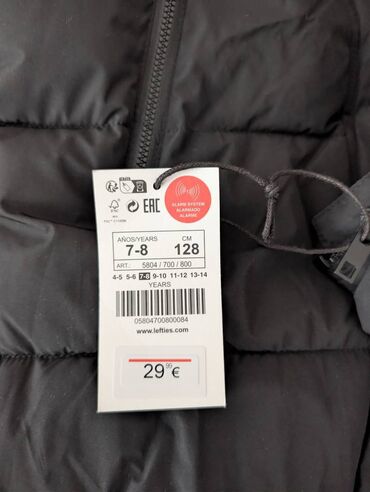 FSC
EAC
ALARM SYSTEM
ALARMADO
ALARME
AÑOS/YEARS
CM
7-8
128
ART.: 5804 / 700 / 800
4-5 5-6 7-8 9-10 11-12 13-14
YEARS
05804700800084
www.lefties.com
29,99€